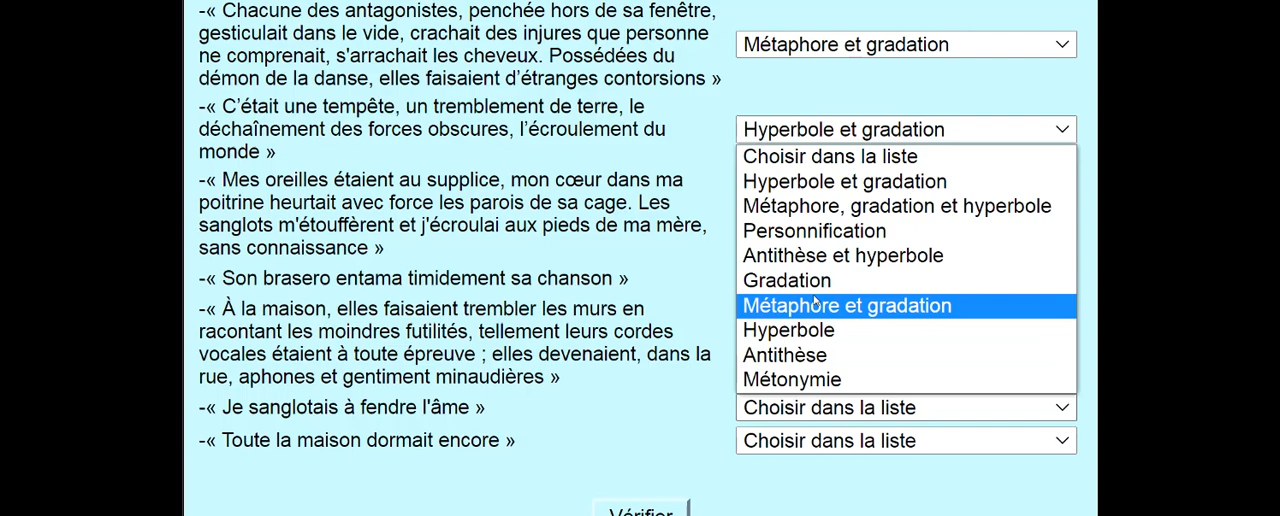 -« Chacune des antagonistes, penchée hors de sa fenêtre,
gesticulait dans le vide, crachait des injures que personne
ne comprenait, s'arrachait les cheveux. Possédées du
démon de la danse, elles faisaient d’étranges contorsions »
Métaphore et gradation
-« C’était une tempête, un tremblement de terre, le
déchaînement des forces obscures, l’écroulement du
monde »
Hyperbole et gradation
Choisir dans la liste
Hyperbole et gradation
Métaphore, gradation et hyperbole
Personnification
Antithèse et hyperbole
Gradation
Métaphore et gradation
Hyperbole
Antithèse
Métonymie
-« Mes oreilles étaient au supplice, mon cœur dans ma
poitrine heurtait avec force les parois de sa cage. Les
sanglots m'étouffèrent et j'écroulai aux pieds de ma mère,
sans connaissance »
-« Son brasero entama timidement sa chanson »
-« À la maison, elles faisaient trembler les murs en
racontant les moindres futilités, tellement leurs cordes
vocales étaient à toute épreuve ; elles devenaient, dans la
rue, aphones et gentiment minaudières »
-« Je sanglotais à fendre l'âme »
Choisir dans la liste
-« Toute la maison dormait encore »
Choisir dans la liste
Vérifier